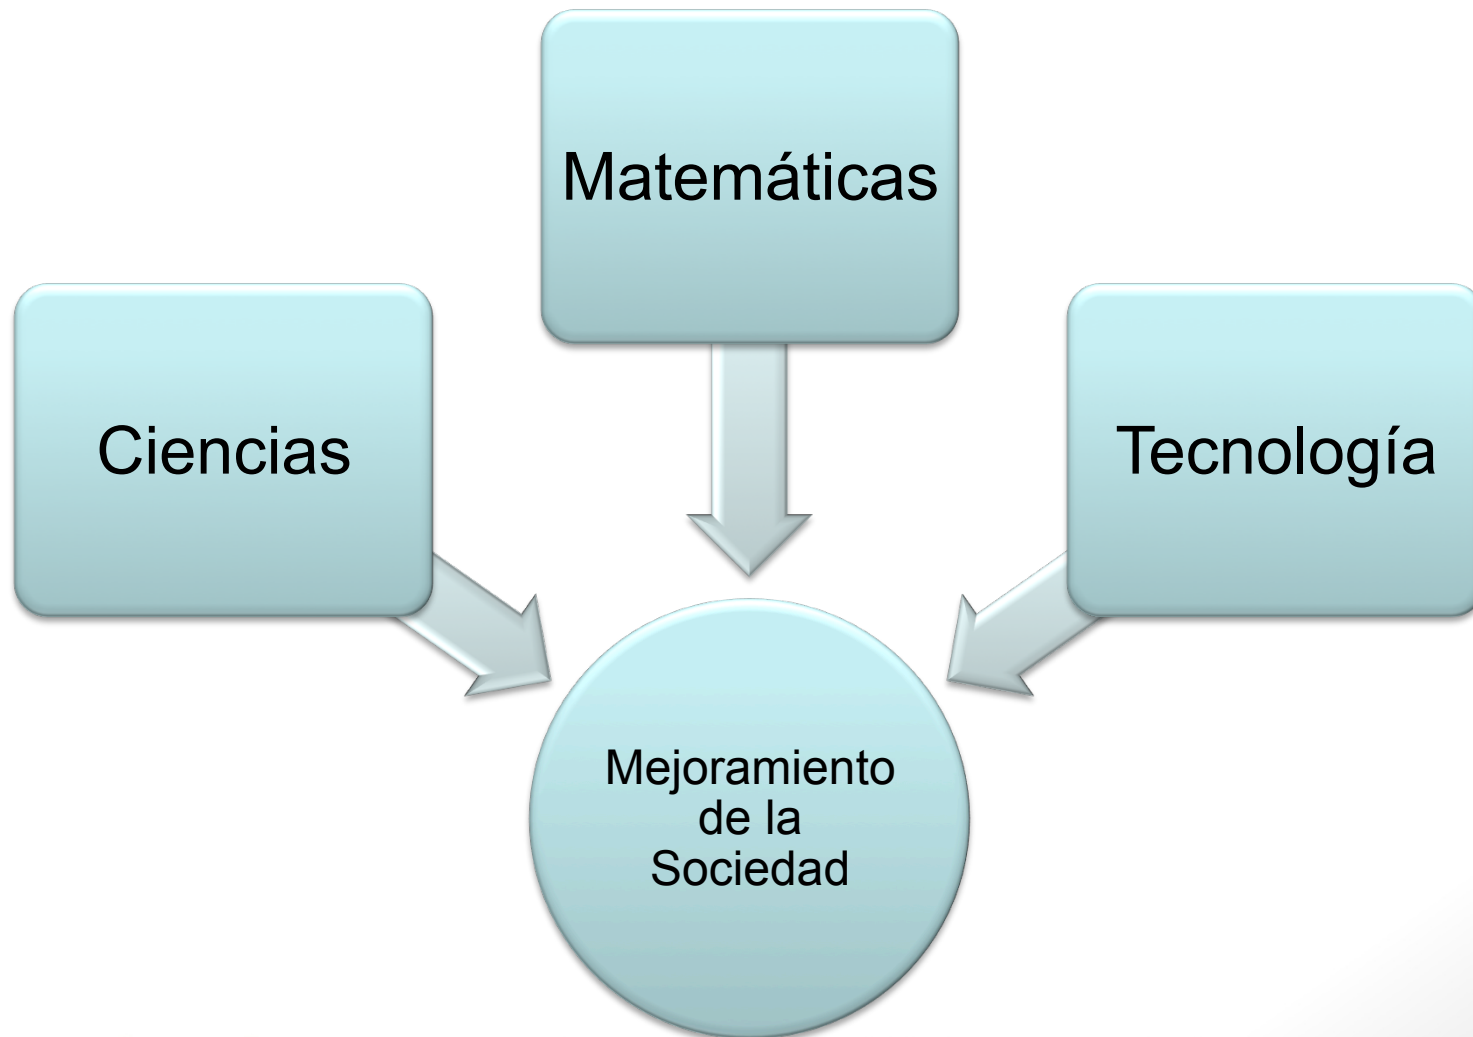 Matemáticas
Ciencias
Tecnología
Mejoramiento
de la
Sociedad